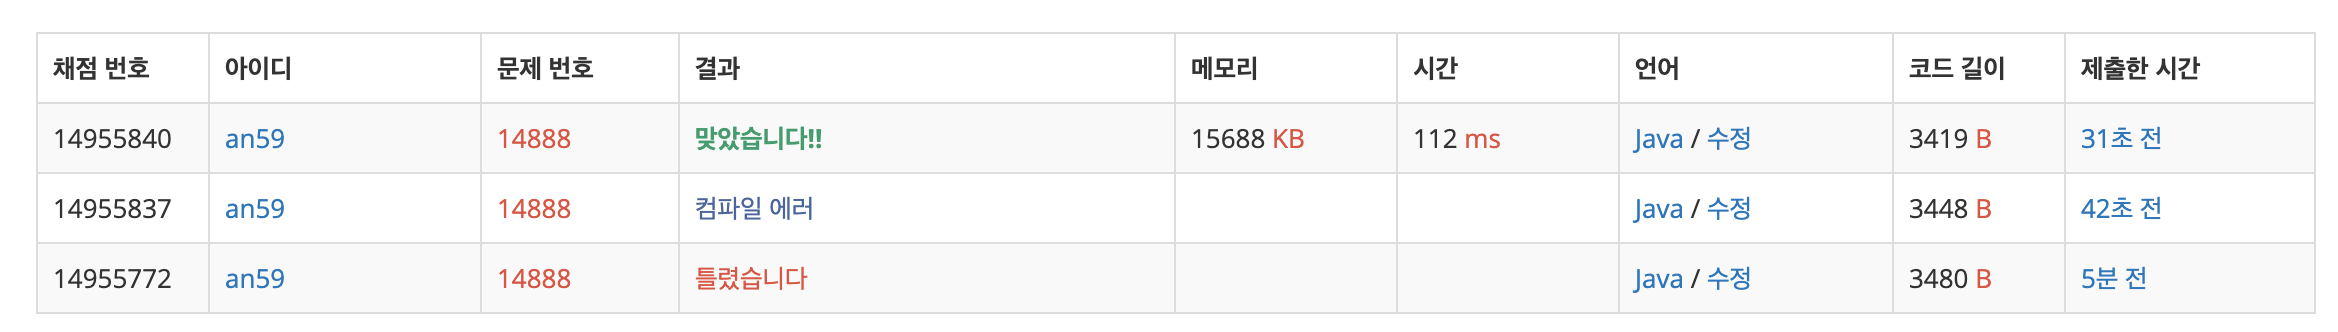 채점 번호 아이디 문제 번호 결과 메모리 시간 언어 코드 길이 제출한 시간
14955840 an59 14888 맞았습니다!! 15688 KB 112 ms Java / 수정 3419 B 31초 전
14955837 an59 14888 컴파일 에러 Java / 수정 3448 B 42초 전
14955772 an59 14888 틀렸습니다 Java / 수정 3480 B 5분 전